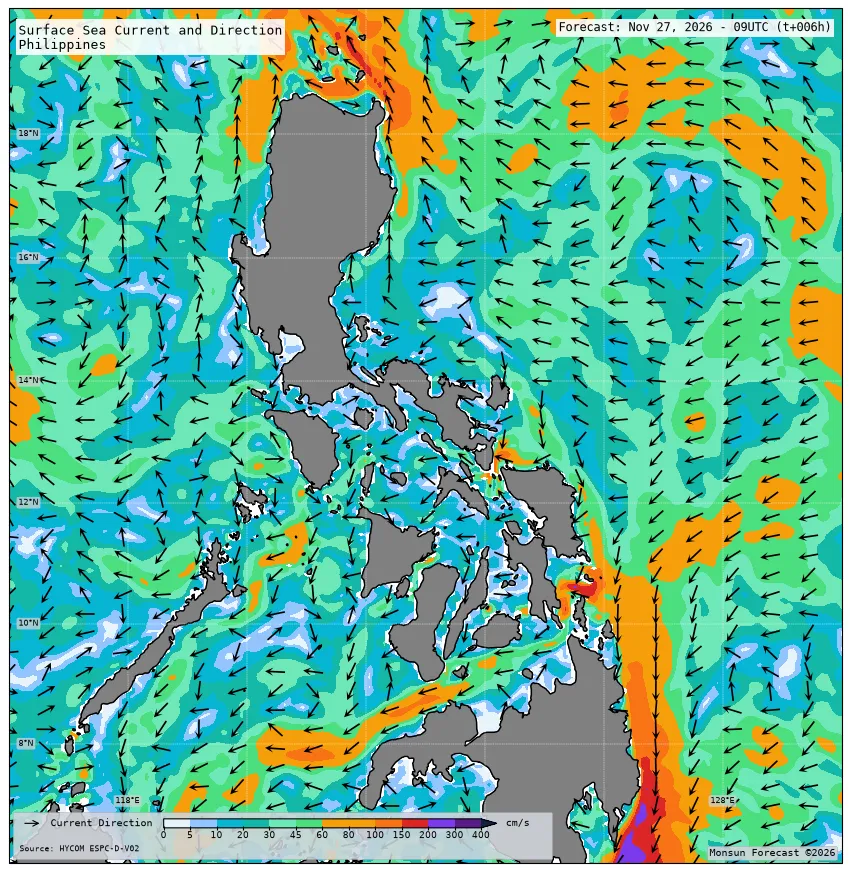 Surface Sea Current and Direction
Philippines
Forecast: Nov 27, 2026 - 09UTC (t+006h)
18°N
16°N
14°N
12°N
10°N
8°N
118°E
128°E
Current Direction
0 5 10 20 30 45 60 80 100 150 200 300 400
cm/s
Source: HYCOM ESPC-D-V02
Monsun Forecast ©2026